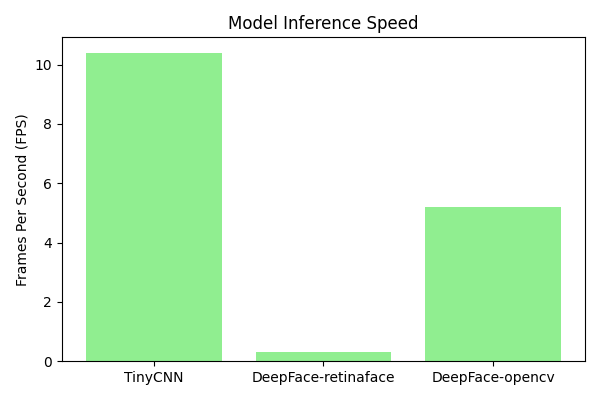 Model Inference Speed
Frames Per Second (FPS)
10
8
6
4
2
0
TinyCNN
DeepFace-retinaface
DeepFace-opencv